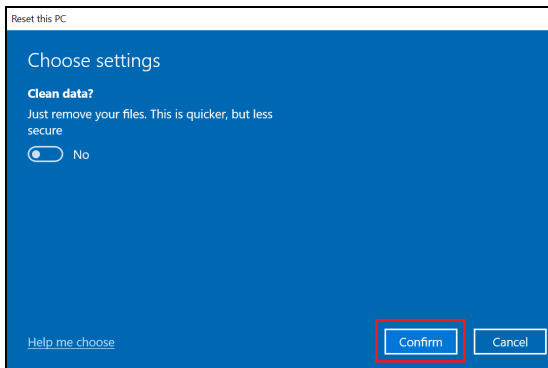 Reset this PC
Choose settings
Clean data?
Just remove your files. This is quicker, but less
secure
No
Help me choose
Confirm
Cancel